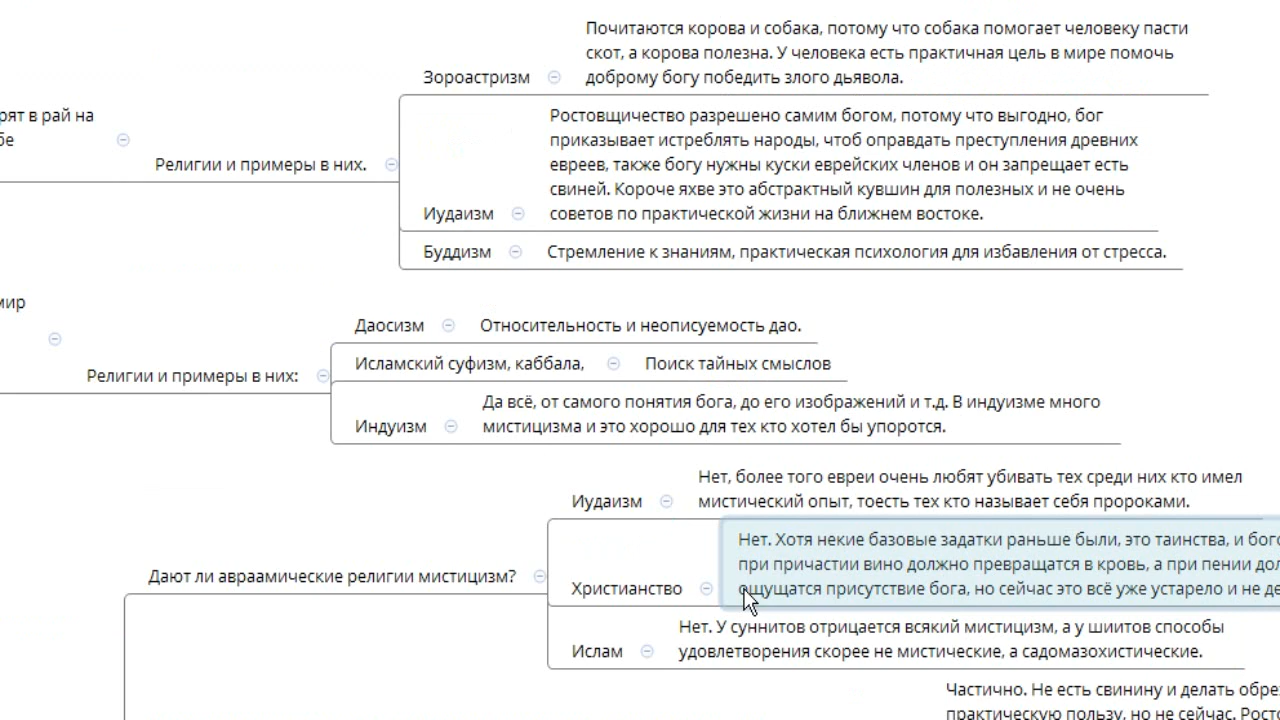 Почитаются корова и собака, потому что собака помогает человеку пасти
скот, а корова полезна. У человека есть практичная цель в мире помочь
Зороастризм
доброму богу победить злого дьявола.
рят в рай на
бе
Религии и примеры в них.
Ростовщичество разрешено самим богом, потому что выгодно, бог
приказывает истреблять народы, чтоб оправдать преступления древних
евреев, также богу нужны куски еврейских членов и он запрещает есть
свиней. Короче яхве это абстрактный кувшин для полезных и не очень
Иудаизм
советов по практической жизни на ближнем востоке.
Буддизм
Стремление к знаниям, практическая психология для избавления от стресса.
мир
Религии и примеры в них:
Даосизм
Относительность и неописуемость дао.
Исламский суфизм, каббала,
Поиск тайных смыслов
Да всё, от самого понятия бога, до его изображений и т.д. В индуизме много
Индуизм
мистицизма и это хорошо для тех кто хотел бы упоротся.
Дают ли авраамические религии мистицизм?
Нет, более того евреи очень любят убивать тех среди них кто имел
Иудаизм
мистический опыт, тоесть тех кто называет себя пророками.
Нет. Хотя некие базовые задатки раньше были, это таинства, и бого
при причастии вино должно превращатся в кровь, а при пении дол
Христианство
ощущатся присутствие бога, но сейчас это всё уже устарело и не де
Нет. У суннитов отрицается всякий мистицизм, а у шиитов способы
Ислам
удовлетворения скорее не мистические, а садомазохистические.
Частично. Не есть свинину и делать обре
практическую пользу, но не сейчас. Росто